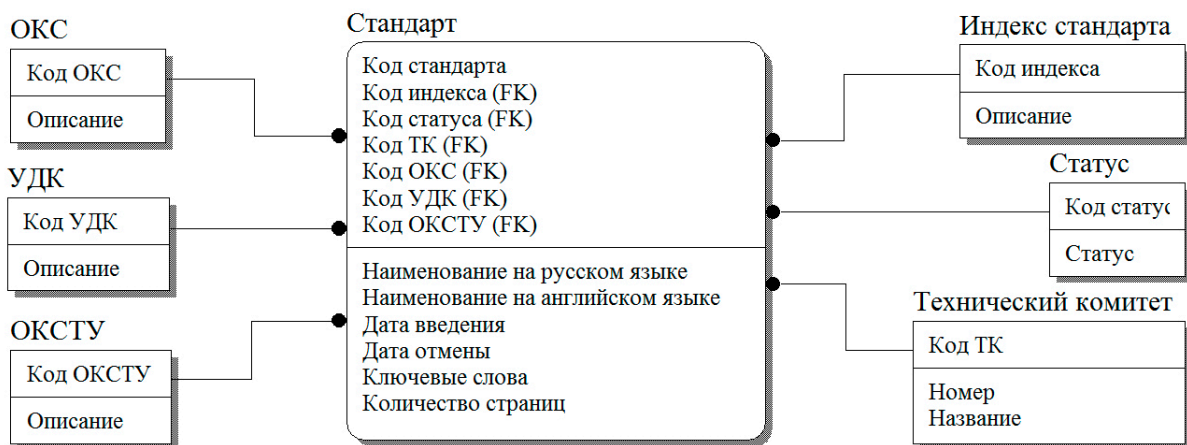 ОКС
Код ОКС
Описание
УДК
Код УДК
Описание
ОКСТУ
Код ОКСТУ
Описание
Стандарт
Код стандарта
Код индекса (FK)
Код статуса (FK)
Код ТК (FK)
Код ОКС (FK)
Код УДК (FK)
Код ОКСТУ (FK)
Наименование на русском языке
Наименование на английском языке
Дата введения
Дата отмены
Ключевые слова
Количество страниц
Индекс стандарта
Код индекса
Описание
Статус
Код статус
Статус
Технический комитет
Код ТК
Номер
Название